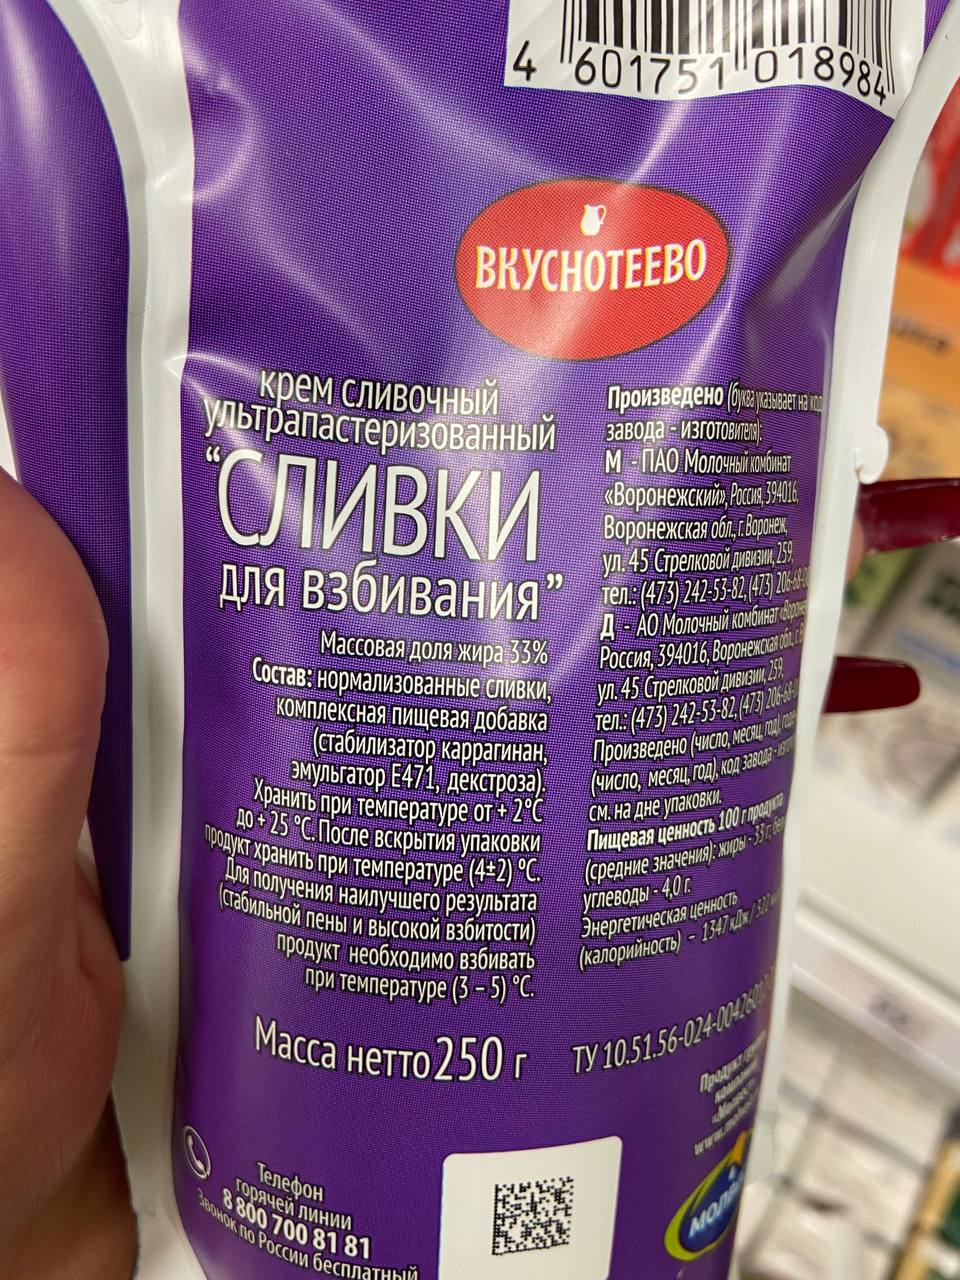 4 601751 018984
ВКУСНОТЕЕВО
крем сливочный
ультрапастеризованный
“СЛИВКИ
для взбивания”
Массовая доля жира 33%
Состав: нормализованные сливки,
комплексная пищевая добавка
(стабилизатор каррагинан,
эмульгатор Е471, декстроза).
Хранить при температуре от + 2°С
до + 25 °С. После вскрытия упаковки
продукт хранить при температуре (4±2) °С.
Для получения наилучшего результата
(стабильной пены и высокой взбитости)
продукт необходимо взбивать
при температуре (3 – 5) °С.
Масса нетто 250 г
Произведено (буква указывает на код
завода - изготовителя):
М - ПАО Молочный комбинат
«Воронежский», Россия, 394016,
Воронежская обл., г. Воронеж,
ул. 45 Стрелковой дивизии, 259,
тел.: (473) 242-53-82, (473)
Д - АО Молочный комбинат
Россия, 394016, Воронежская обл.,
ул. 45 Стрелковой дивизии, 259,
тел.: (473) 242-53-82, (473)
Произведено (число, месяц, год),
(число, месяц, год), код завода -
см. на дне упаковки.
Пищевая ценность 100 г продукта
(средние значения): жиры - 33 г,
углеводы - 4,0 г.
Энергетическая ценность
(калорийность) – 1347 кДж /
ТУ 10.51.56-024-
Продукт
Телефон
горячей линии
8 800 700 81 81
Звонок по России бесплатный